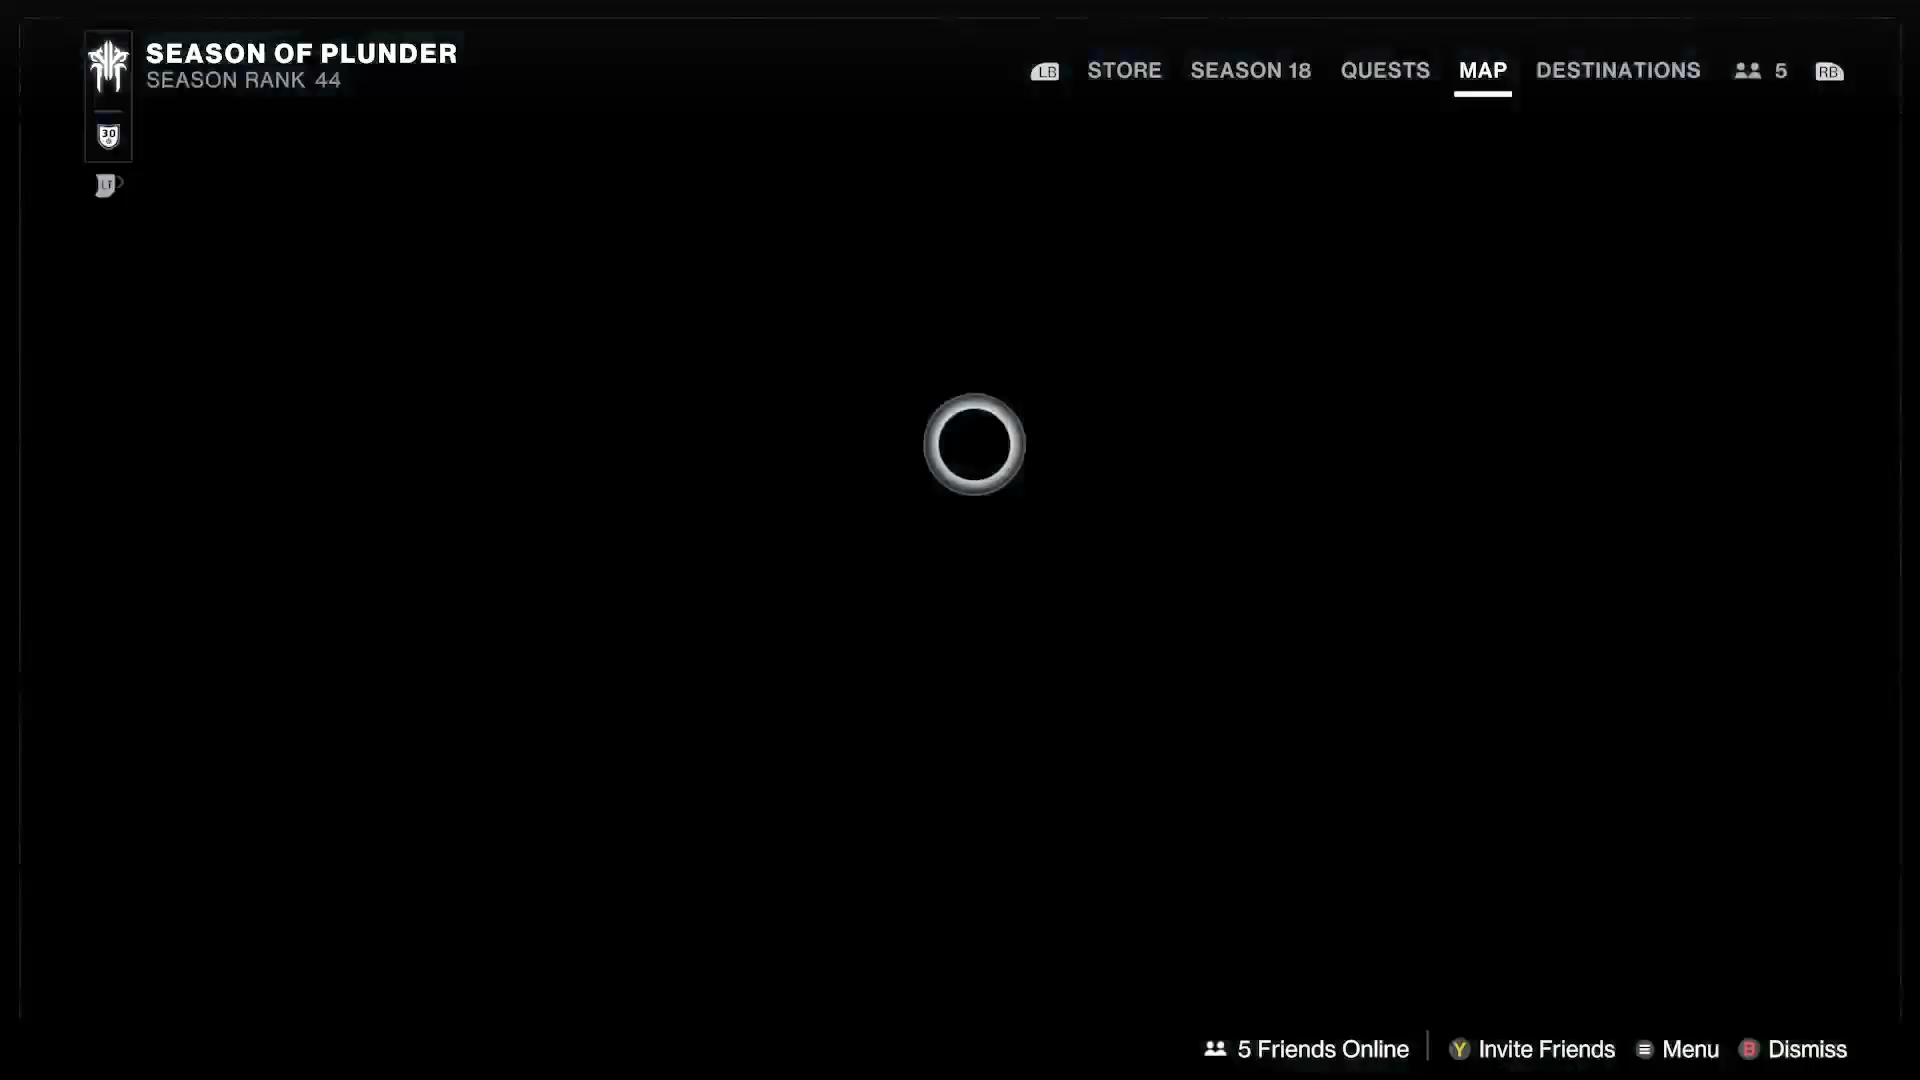 SEASON OF PLUNDER
SEASON RANK 44
LB STORE SEASON 18 QUESTS MAP DESTINATIONS 5 RB
30
LT
5 Friends Online Y Invite Friends Menu B Dismiss